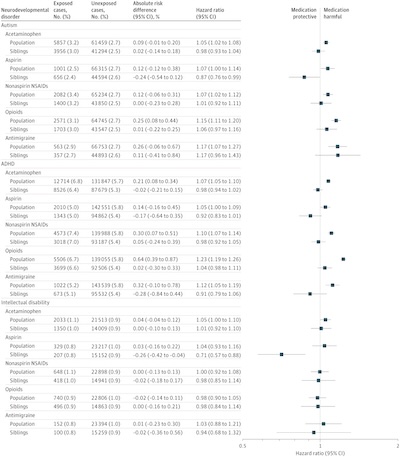 Neurodevelopmental disorder | Exposed cases, No. (%) | Unexposed cases, No. (%) | Absolute risk difference (95% CI), % | Hazard ratio (95% CI) | Medication protective | Medication harmful
Autism
Acetaminophen
Population 5857 (3.2) 61459 (2.7) 0.09 (-0.01 to 0.20) 1.05 (1.02 to 1.08)
Siblings 3956 (3.0) 41294 (2.5) 0.02 (-0.14 to 0.18) 0.98 (0.93 to 1.04)
Aspirin
Population 1001 (2.5) 66315 (2.7) 0.12 (-0.12 to 0.38) 1.07 (1.00 to 1.14)
Siblings 656 (2.4) 44594 (2.6) -0.24 (-0.54 to 0.12) 0.87 (0.76 to 0.99)
Nonaspirin NSAIDs
Population 2082 (3.4) 65234 (2.7) 0.12 (-0.06 to 0.31) 1.07 (1.02 to 1.12)
Siblings 1400 (3.2) 43850 (2.5) 0.00 (-0.23 to 0.28) 1.01 (0.92 to 1.11)
Opioids
Population 2571 (3.1) 64745 (2.7) 0.25 (0.08 to 0.44) 1.15 (1.11 to 1.20)
Siblings 1703 (3.0) 43547 (2.5) 0.01 (-0.22 to 0.25) 1.06 (0.97 to 1.16)
Antimigraine
Population 563 (2.9) 66753 (2.7) 0.26 (-0.06 to 0.67) 1.17 (1.07 to 1.27)
Siblings 357 (2.7) 44893 (2.6) 0.11 (-0.41 to 0.84) 1.17 (0.96 to 1.43)
ADHD
Acetaminophen
Population 12714 (6.8) 131847 (5.7) 0.21 (0.08 to 0.34) 1.07 (1.05 to 1.10)
Siblings 8526 (6.4) 87679 (5.3) -0.02 (-0.21 to 0.15) 0.98 (0.94 to 1.02)
Aspirin
Population 2010 (5.0) 142551 (5.8) 0.14 (-0.16 to 0.45) 1.05 (1.00 to 1.09)
Siblings 1343 (5.0) 94862 (5.4) -0.17 (-0.64 to 0.35) 0.92 (0.83 to 1.01)
Nonaspirin NSAIDs
Population 4573 (7.4) 139988 (5.8) 0.30 (0.07 to 0.51) 1.10 (1.07 to 1.14)
Siblings 3018 (7.0) 93187 (5.4) 0.05 (-0.24 to 0.39) 0.98 (0.92 to 1.05)
Opioids
Population 5506 (6.7) 139055 (5.8) 0.64 (0.39 to 0.87) 1.23 (1.19 to 1.26)
Siblings 3699 (6.6) 92506 (5.4) 0.02 (-0.30 to 0.33) 1.04 (0.98 to 1.11)
Antimigraine
Population 1022 (5.2) 143539 (5.8) 0.32 (-0.10 to 0.78) 1.12 (1.05 to 1.19)
Siblings 673 (5.1) 95532 (5.4) -0.28 (-0.84 to 0.44) 0.91 (0.79 to 1.06)
Intellectual disability
Acetaminophen
Population 2033 (1.1) 21513 (0.9) 0.04 (-0.04 to 0.12) 1.05 (1.00 to 1.10)
Siblings 1350 (1.0) 14009 (0.9) -0.00 (-0.10 to 0.13) 1.01 (0.92 to 1.10)
Aspirin
Population 329 (0.8) 23217 (1.0) 0.03 (-0.16 to 0.22) 1.04 (0.93 to 1.16)
Siblings 207 (0.8) 15152 (0.9) -0.26 (-0.42 to -0.04) 0.71 (0.57 to 0.88)
Nonaspirin NSAIDs
Population 648 (1.1) 22898 (0.9) 0.00 (-0.13 to 0.13) 1.00 (0.92 to 1.08)
Siblings 418 (1.0) 14941 (0.9) -0.02 (-0.18 to 0.17) 0.98 (0.85 to 1.14)
Opioids
Population 740 (0.9) 22806 (1.0) -0.02 (-0.14 to 0.11) 0.98 (0.90 to 1.05)
Siblings 496 (0.9) 14863 (0.9) 0.00 (-0.16 to 0.21) 0.98 (0.84 to 1.14)
Antimigraine
Population 152 (0.8) 23394 (1.0) 0.01 (-0.23 to 0.30) 1.03 (0.88 to 1.21)
Siblings 100 (0.8) 15259 (0.9) -0.02 (-0.36 to 0.56) 0.94 (0.68 to 1.32)
0.5 1 2
Hazard ratio (95% CI)